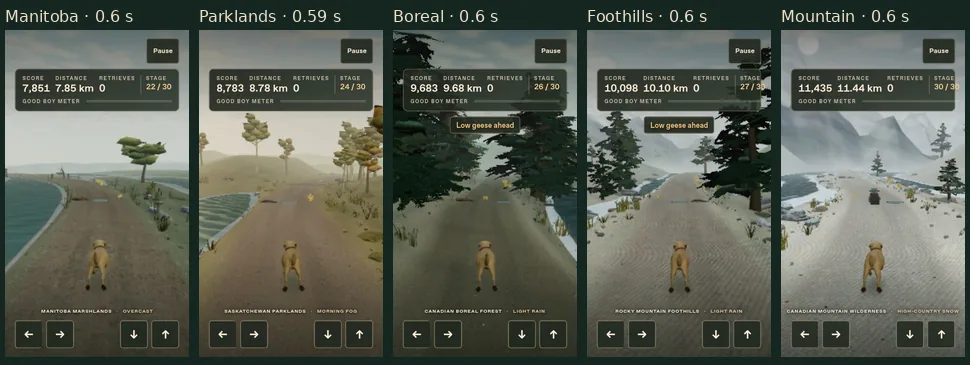 Manitoba · 0.6 s
Pause
SCORE DISTANCE RETRIEVES STAGE
7,851 7.85 km 0 22 / 30
GOOD BOY METER
MANITOBA MARSHLANDS · OVERCAST
← → ↓ ↑
Parklands · 0.59 s
Pause
SCORE DISTANCE RETRIEVES STAGE
8,783 8.78 km 0 24 / 30
GOOD BOY METER
SASKATCHEWAN PARKLANDS · MORNING FOG
← → ↓ ↑
Boreal · 0.6 s
Pause
SCORE DISTANCE RETRIEVES STAGE
9,683 9.68 km 0 26 / 30
GOOD BOY METER
Low geese ahead
CANADIAN BOREAL FOREST · LIGHT RAIN
← → ↓ ↑
Foothills · 0.6 s
Pause
SCORE DISTANCE RETRIEVES STAGE
10,098 10.10 km 0 27 / 30
GOOD BOY METER
Low geese ahead
ROCKY MOUNTAIN FOOTHILLS · LIGHT RAIN
← → ↓ ↑
Mountain · 0.6 s
Pause
SCORE DISTANCE RETRIEVES STAGE
11,435 11.44 km 0 30 / 30
GOOD BOY METER
CANADIAN MOUNTAIN WILDERNESS · HIGH-COUNTRY SNOW
← → ↓ ↑